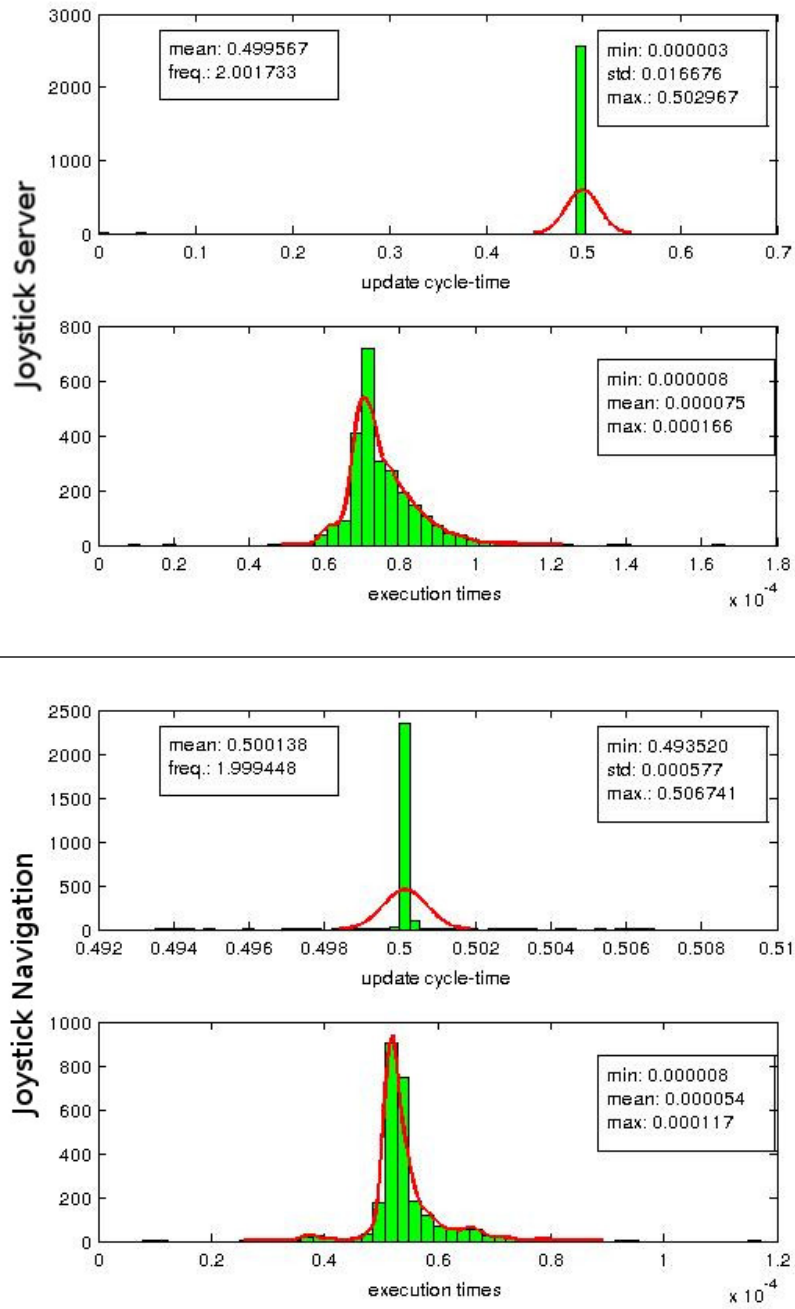 Joystick Server
3000
2000
1000
0
mean: 0.499567
freq.: 2.001733
min: 0.000003
std: 0.016676
max.: 0.502967
0 0.1 0.2 0.3 0.4 0.5 0.6 0.7
update cycle-time
800
600
400
200
0
min: 0.000008
mean: 0.000075
max: 0.000166
0 0.2 0.4 0.6 0.8 1 1.2 1.4 1.6 1.8
execution times
x 10-4
Joystick Navigation
2500
2000
1500
1000
500
0
mean: 0.500138
freq.: 1.999448
min: 0.493520
std: 0.000577
max.: 0.506741
0.492 0.494 0.496 0.498 0.5 0.502 0.504 0.506 0.508 0.51
update cycle-time
1000
800
600
400
200
0
min: 0.000008
mean: 0.000054
max: 0.000117
0 0.2 0.4 0.6 0.8 1 1.2
execution times
x 10-4